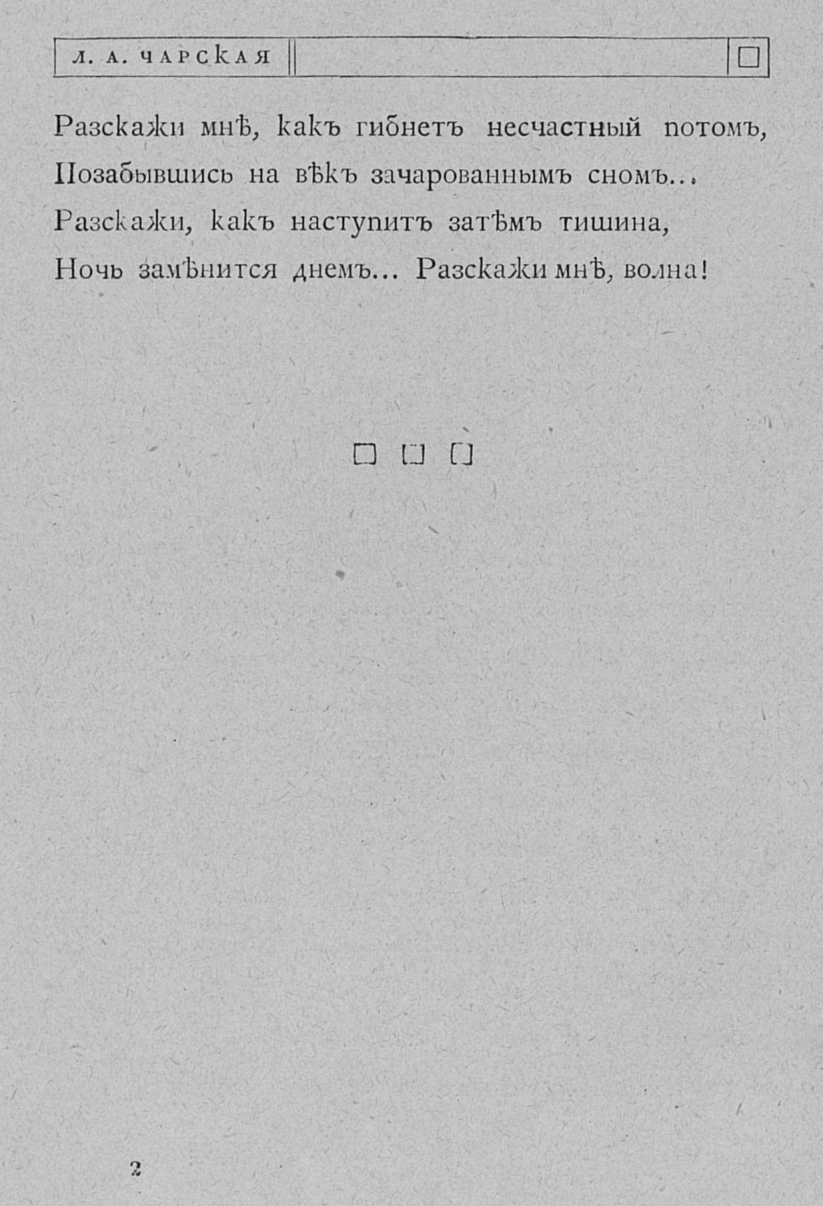 Л. А. ЧАРСКАЯ
Разскажи мнѣ, какъ гибнетъ несчастный потомъ,
Позабывшись на вѣкъ зачарованнымъ сномъ...
Разскажи, какъ наступитъ затѣмъ тишина,
Ночь замѣнится днемъ... Разскажи мнѣ, волна!
2